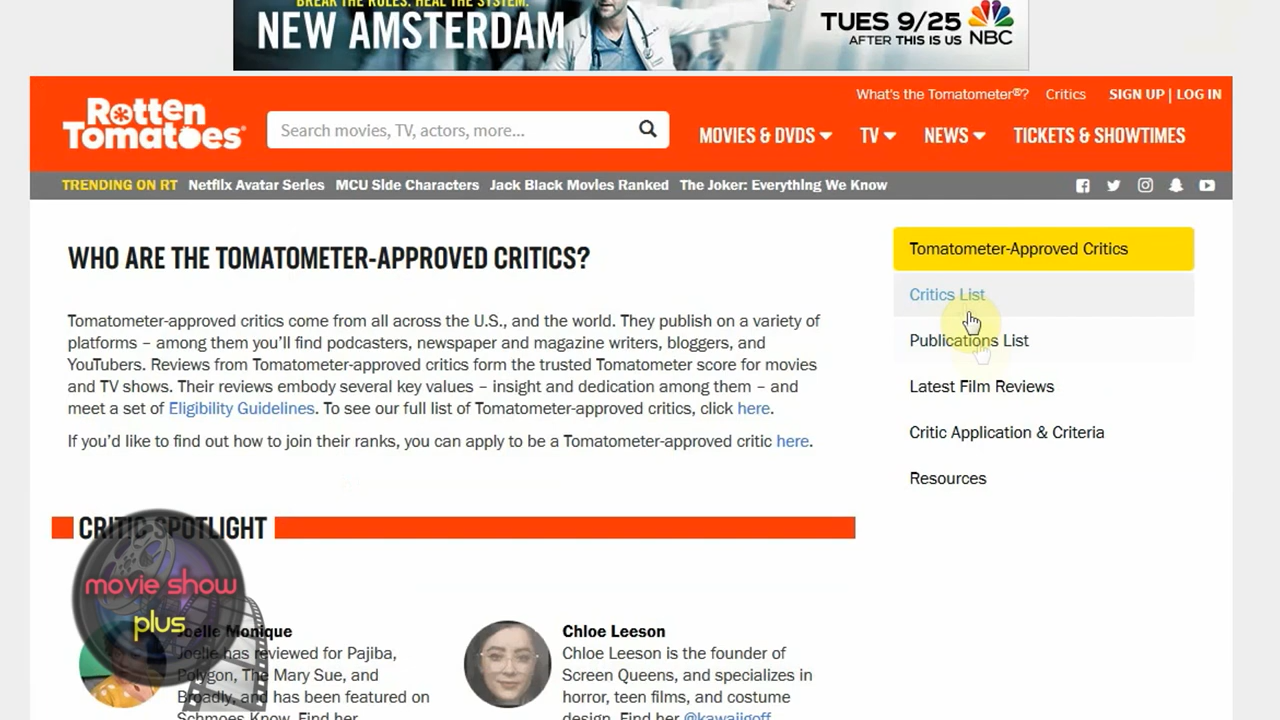 BREAK THE RULES. HEAL THE SYSTEM.
NEW AMSTERDAM
TUES 9/25
AFTER THIS IS US NBC
What's the Tomatometer®? Critics SIGN UP | LOG IN
Rotten
Tomatoes
Search movies, TV, actors, more...
MOVIES & DVDS TV NEWS TICKETS & SHOWTIMES
TRENDING ON RT Netflix Avatar Series MCU Side Characters Jack Black Movies Ranked The Joker: Everything We Know
WHO ARE THE TOMATOMETER-APPROVED CRITICS?
Tomatometer-approved critics come from all across the U.S., and the world. They publish on a variety of
platforms – among them you'll find podcasters, newspaper and magazine writers, bloggers, and
YouTubers. Reviews from Tomatometer-approved critics form the trusted Tomatometer score for movies
and TV shows. Their reviews embody several key values – insight and dedication among them – and
meet a set of Eligibility Guidelines. To see our full list of Tomatometer-approved critics, click here.
If you'd like to find out how to join their ranks, you can apply to be a Tomatometer-approved critic here.
Tomatometer-Approved Critics
Critics List
Publications List
Latest Film Reviews
Critic Application & Criteria
Resources
CRITIC SPOTLIGHT
movie show
plus
Joelle Monique
Joelle has reviewed for Pajiba,
Polygon, The Mary Sue, and
Broadly, and has been featured on
Schmoes Know. Find her
Chloe Leeson
Chloe Leeson is the founder of
Screen Queens, and specializes in
horror, teen films, and costume
design. Find her @kawaiigoff